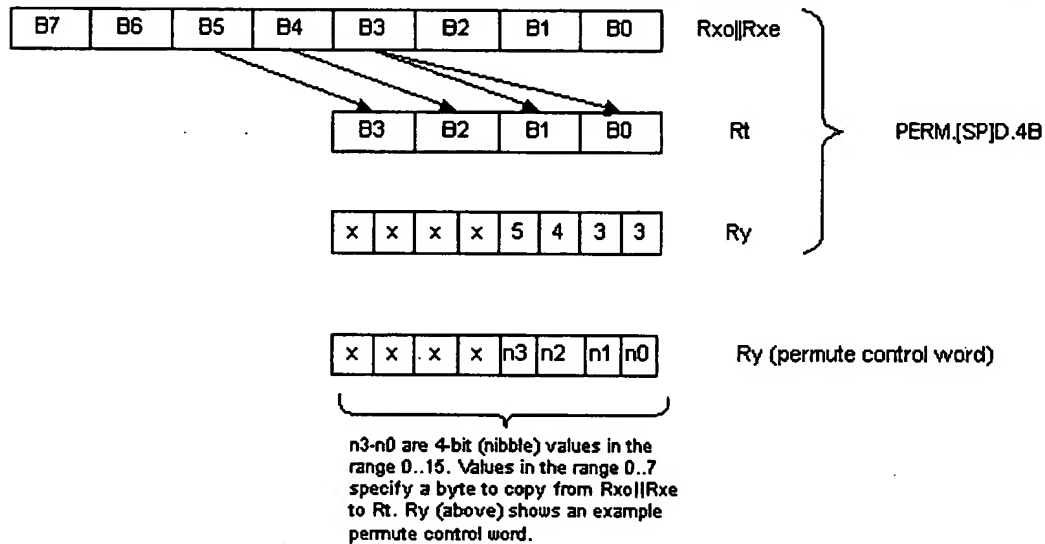 B7 B6 B5 B4 B3 B2 B1 B0 Rxo||Rxe
B3 B2 B1 B0 Rt
PERM.[SP]D.4B
x x x x 5 4 3 3 Ry
x x x x n3 n2 n1 n0 Ry (permute control word)
n3-n0 are 4-bit (nibble) values in the
range 0..15. Values in the range 0..7
specify a byte to copy from Rxo||Rxe
to Rt. Ry (above) shows an example
permute control word.